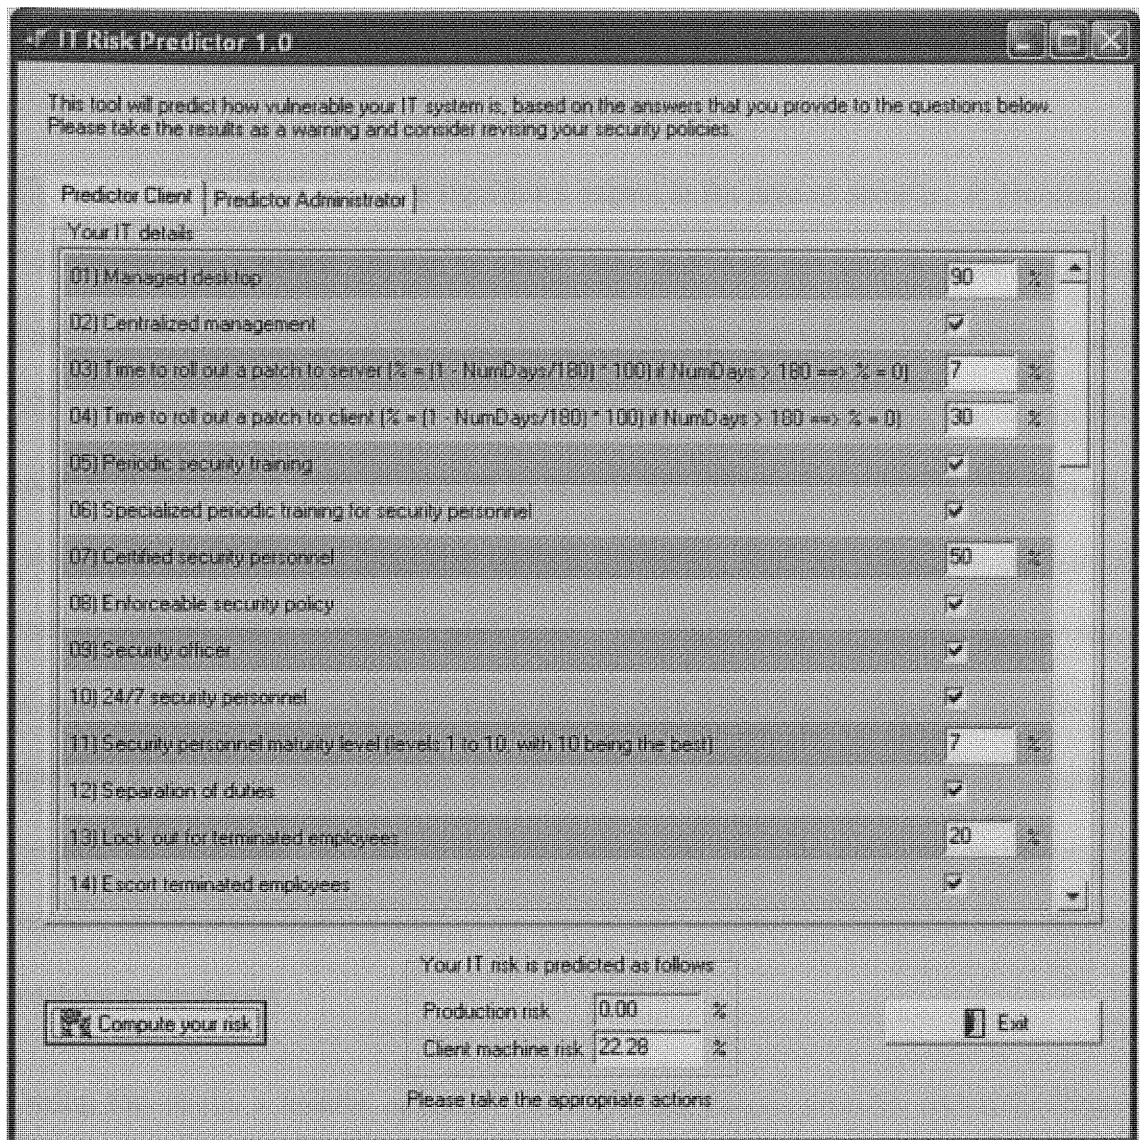 IT Risk Predictor 1.0
This tool will predict how vulnerable your IT system is, based on the answers that you provide to the questions below.
Please take the results as a warning and consider revising your security policies.
Predictor Client Predictor Administrator
Your IT details
01) Managed desktop 90 %
02) Centralized management
03) Time to roll out a patch to server [% = (1 - NumDays/180) * 100] if NumDays > 180 ==> % = 0] 7 %
04) Time to roll out a patch to client [% = (1 - NumDays/180) * 100] if NumDays > 180 ==> % = 0] 30 %
05) Periodic security training
06) Specialized periodic training for security personnel
07) Certified security personnel 50 %
08) Enforceable security policy
09) Security officer
10) 24/7 security personnel
11) Security personnel maturity level (levels 1 to 10, with 10 being the best) 7 %
12) Separation of duties
13) Lock out for terminated employees 20 %
14) Escort terminated employees
Your IT risk is predicted as follows
Production risk 0.00 %
Compute your risk Exit
Client machine risk 22.28 %
Please take the appropriate actions